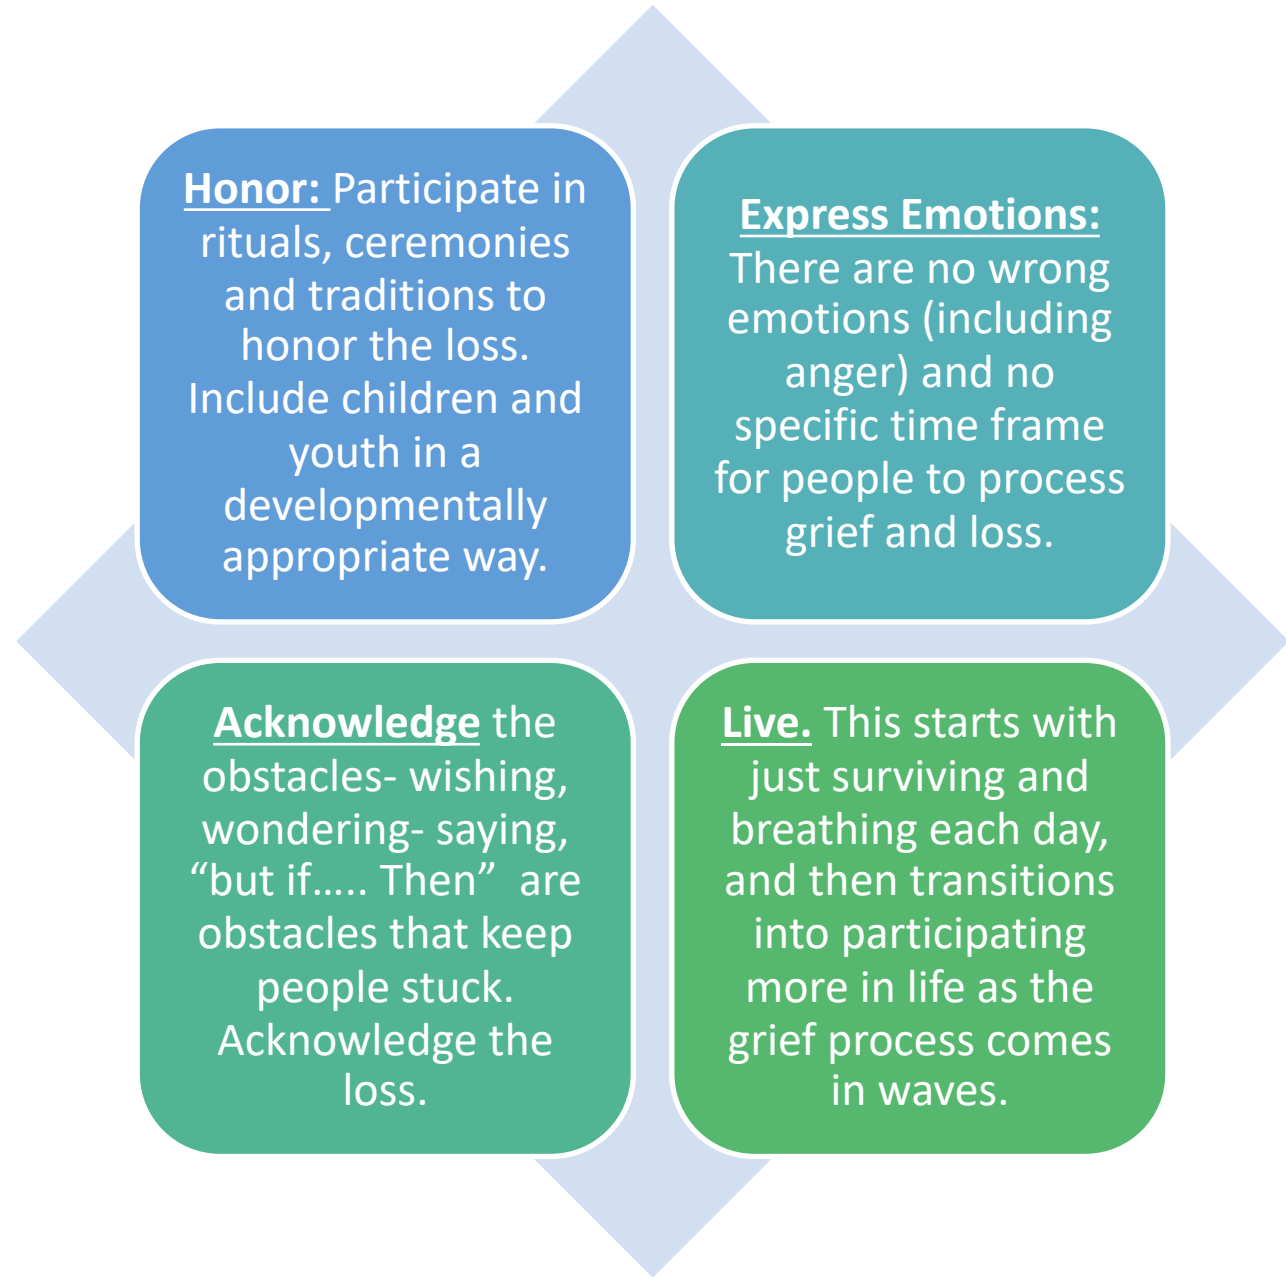 Honor: Participate in
rituals, ceremonies
and traditions to
honor the loss.
Include children and
youth in a
developmentally
appropriate way.
Express Emotions:
There are no wrong
emotions (including
anger) and no
specific time frame
for people to process
grief and loss.
Acknowledge the
obstacles- wishing,
wondering- saying,
“but if..... Then”  are
obstacles that keep
people stuck.
Acknowledge the
loss.
Live. This starts with
just surviving and
breathing each day,
and then transitions
into participating
more in life as the
grief process comes
in waves.